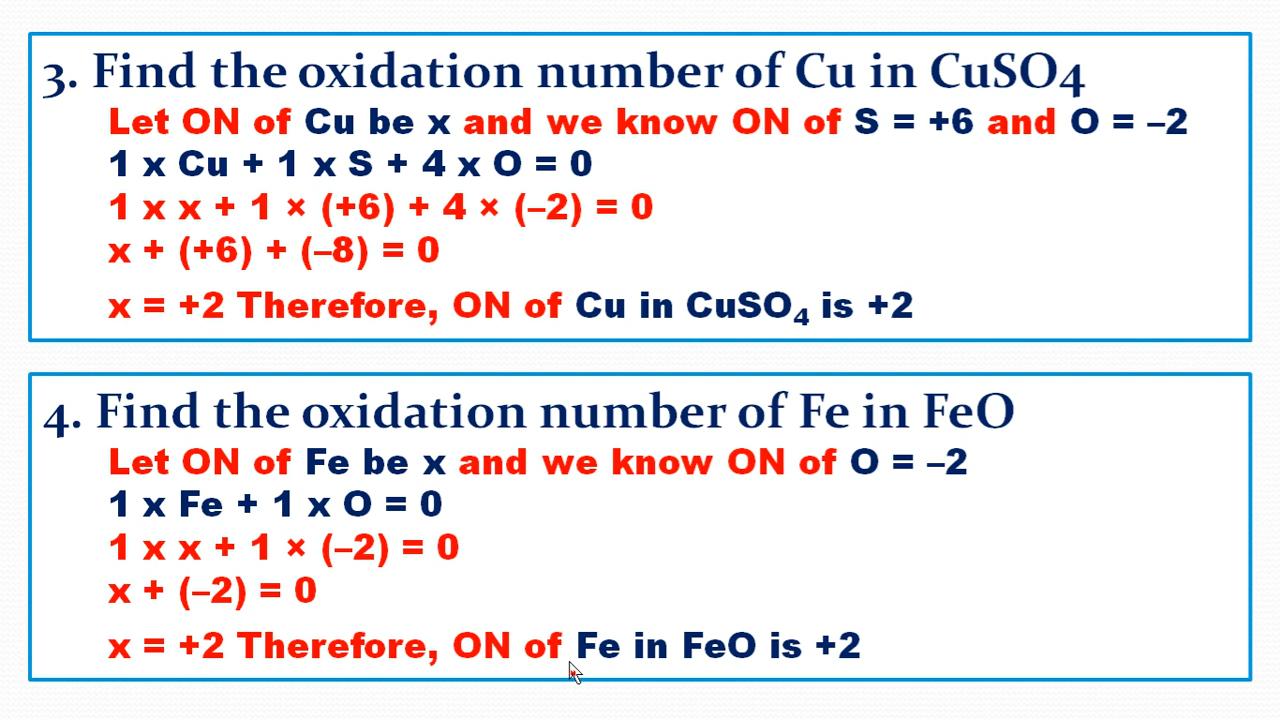 3. Find the oxidation number of Cu in CuSO4
Let ON of Cu be x and we know ON of S = +6 and O = –2
1 x Cu + 1 x S + 4 x O = 0
1 x x + 1 × (+6) + 4 × (–2) = 0
x + (+6) + (–8) = 0
x = +2 Therefore, ON of Cu in CuSO₄ is +2
4. Find the oxidation number of Fe in FeO
Let ON of Fe be x and we know ON of O = –2
1 x Fe + 1 x O = 0
1 x x + 1 × (–2) = 0
x + (–2) = 0
x = +2 Therefore, ON of Fe in FeO is +2